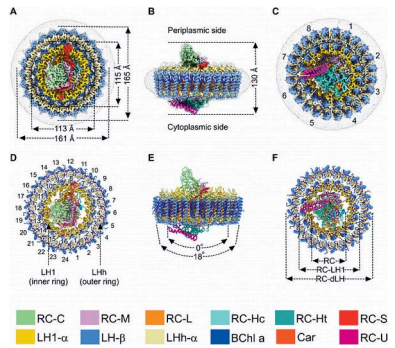 A
B
C
Periplasmic side
Cytoplasmic side
115 Å
165 Å
113 Å
161 Å
130 Å
8
1
7
2
6
3
5
4
D
E
F
13
12
14
11
15
10
16
9
17
8
18
7
19
6
20
5
21
4
22
3
23
2
24
1
LH1
(inner ring)
LHh
(outer ring)
0°
18°
RC
RC-LH1
RC-dLH
RC-C
RC-M
RC-L
RC-Hc
RC-Ht
RC-S
LH1-α
LH-β
LHh-α
BChl a
Car
RC-U